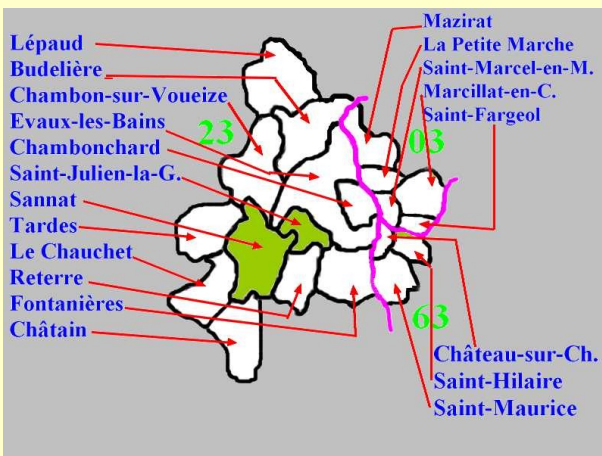 Lépaud
Budelière
Chambon-sur-Voueize
Evaux-les-Bains
Chambonchard
Saint-Julien-la-G.
Sannat
Tardes
Le Chauchet
Reterre
Fontanières
Châtain
23
Mazirat
La Petite Marche
Saint-Marcel-en-M.
Marcillat-en-C.
Saint-Fargeol
03
63
Château-sur-Ch.
Saint-Hilaire
Saint-Maurice